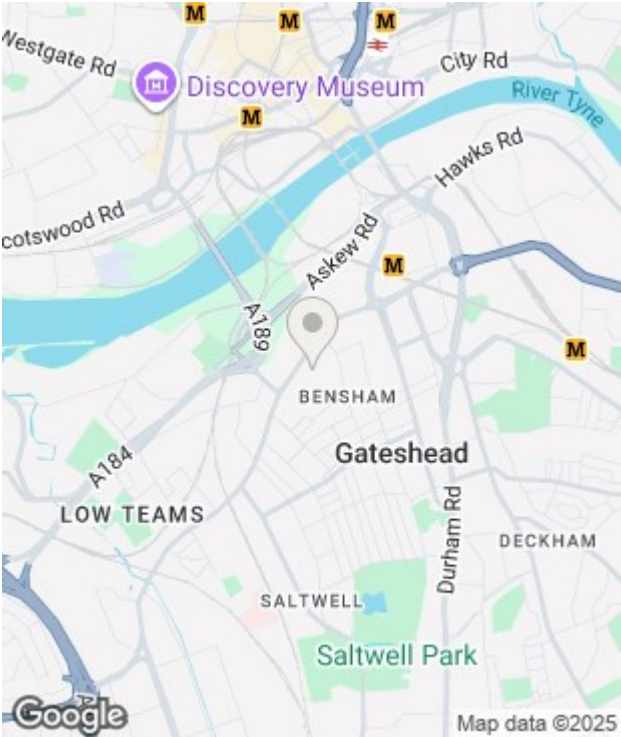 M
M
M
Westgate Rd
City Rd
Discovery Museum
River Tyne
M
Hawks Rd
cotswood Rd
Askew Rd
M
A189
M
BENSHAM
Gateshead
A184
LOW TEAMS
Durham Rd
DECKHAM
SALTWELL
Saltwell Park
A
Google
Map data ©2025